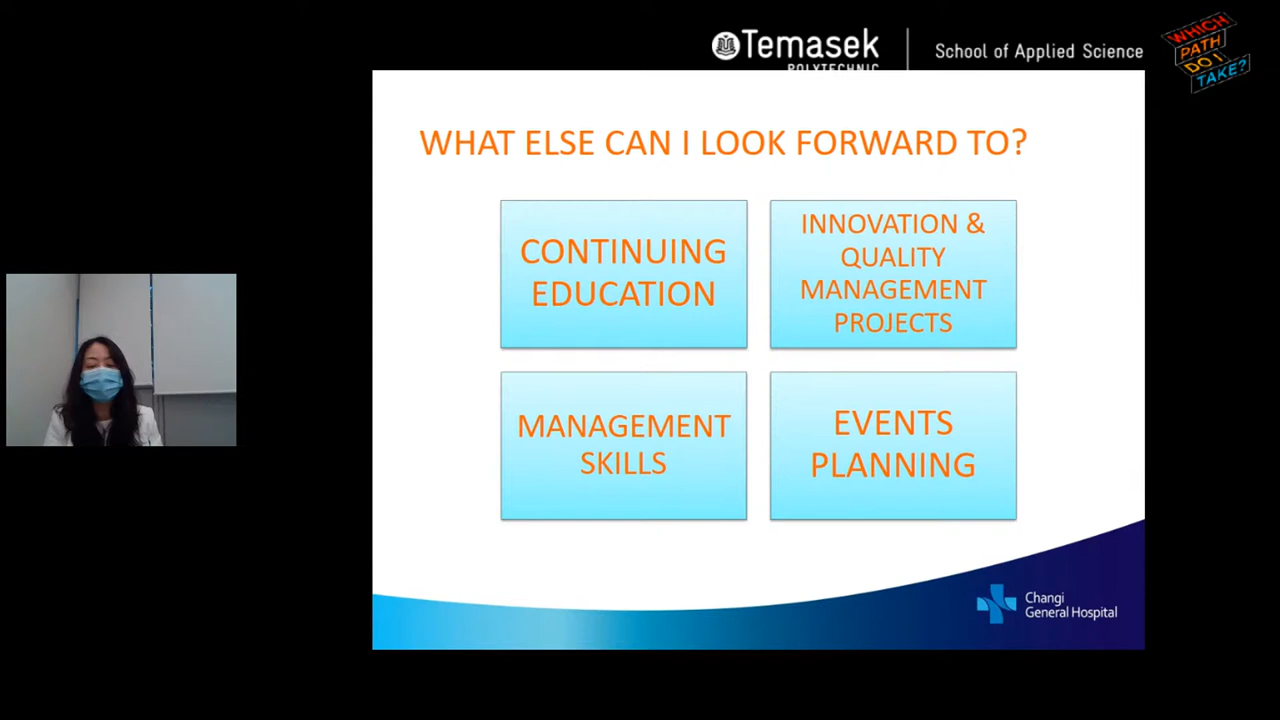 Temasek
POLYTECHNIC
School of Applied Science
WHICH
PATH
DO I
TAKE?
WHAT ELSE CAN I LOOK FORWARD TO?
CONTINUING
EDUCATION
INNOVATION &
QUALITY
MANAGEMENT
PROJECTS
MANAGEMENT
SKILLS
EVENTS
PLANNING
Changi
General Hospital